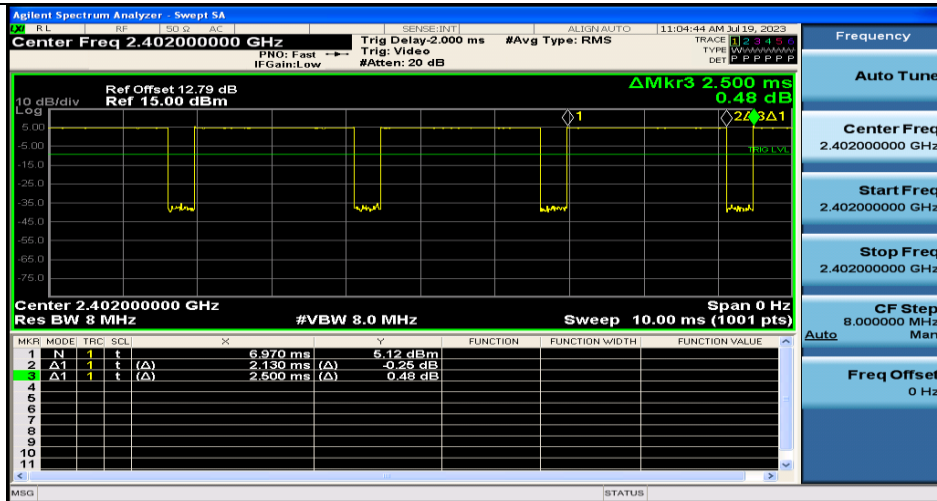 Agilent Spectrum Analyzer - Swept SA
LXI RL RF 50 Ω AC SENSE:INT ALIGN AUTO 11:04:44 AM Jul 19, 2023
Center Freq 2.402000000 GHz Trig Delay-2.000 ms #Avg Type: RMS TRACE 1 2 3 4 5 6
PNO: Fast Trig: Video TYPE
IFGain:Low #Atten: 20 dB DET P P P P P P
ΔMkr3 2.500 ms
0.48 dB
Ref Offset 12.79 dB
10 dB/div Ref 15.00 dBm
Log
1 2Δ 3Δ1
5.00
-5.00
TRIG LVL
-15.0
-25.0
-35.0
-45.0
-55.0
-65.0
-75.0
Center 2.402000000 GHz Span 0 Hz
Res BW 8 MHz #VBW 8.0 MHz Sweep 10.00 ms (1001 pts)
MKR MODE TRC SCL X Y FUNCTION FUNCTION WIDTH FUNCTION VALUE
1 N 1 t 6.970 ms 5.12 dBm
2 Δ1 1 t (Δ) 2.130 ms (Δ) -0.25 dB
3 Δ1 1 t (Δ) 2.500 ms (Δ) 0.48 dB
4
5
6
7
8
9
10
11
MSG STATUS
Frequency
Auto Tune
Center Freq
2.402000000 GHz
Start Freq
2.402000000 GHz
Stop Freq
2.402000000 GHz
CF Step
8.000000 MHz
Auto Man
Freq Offset
0 Hz